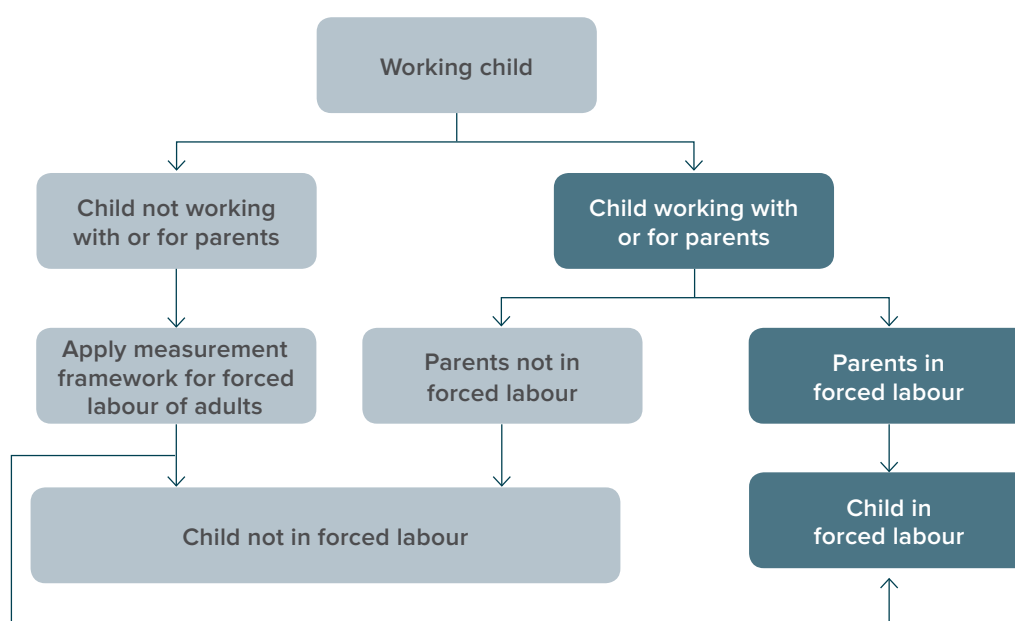 Working child
Child not working
with or for parents
Child working with
or for parents
Apply measurement
framework for forced
labour of adults
Parents not in
forced labour
Parents in
forced labour
Child not in forced labour
Child in
forced labour